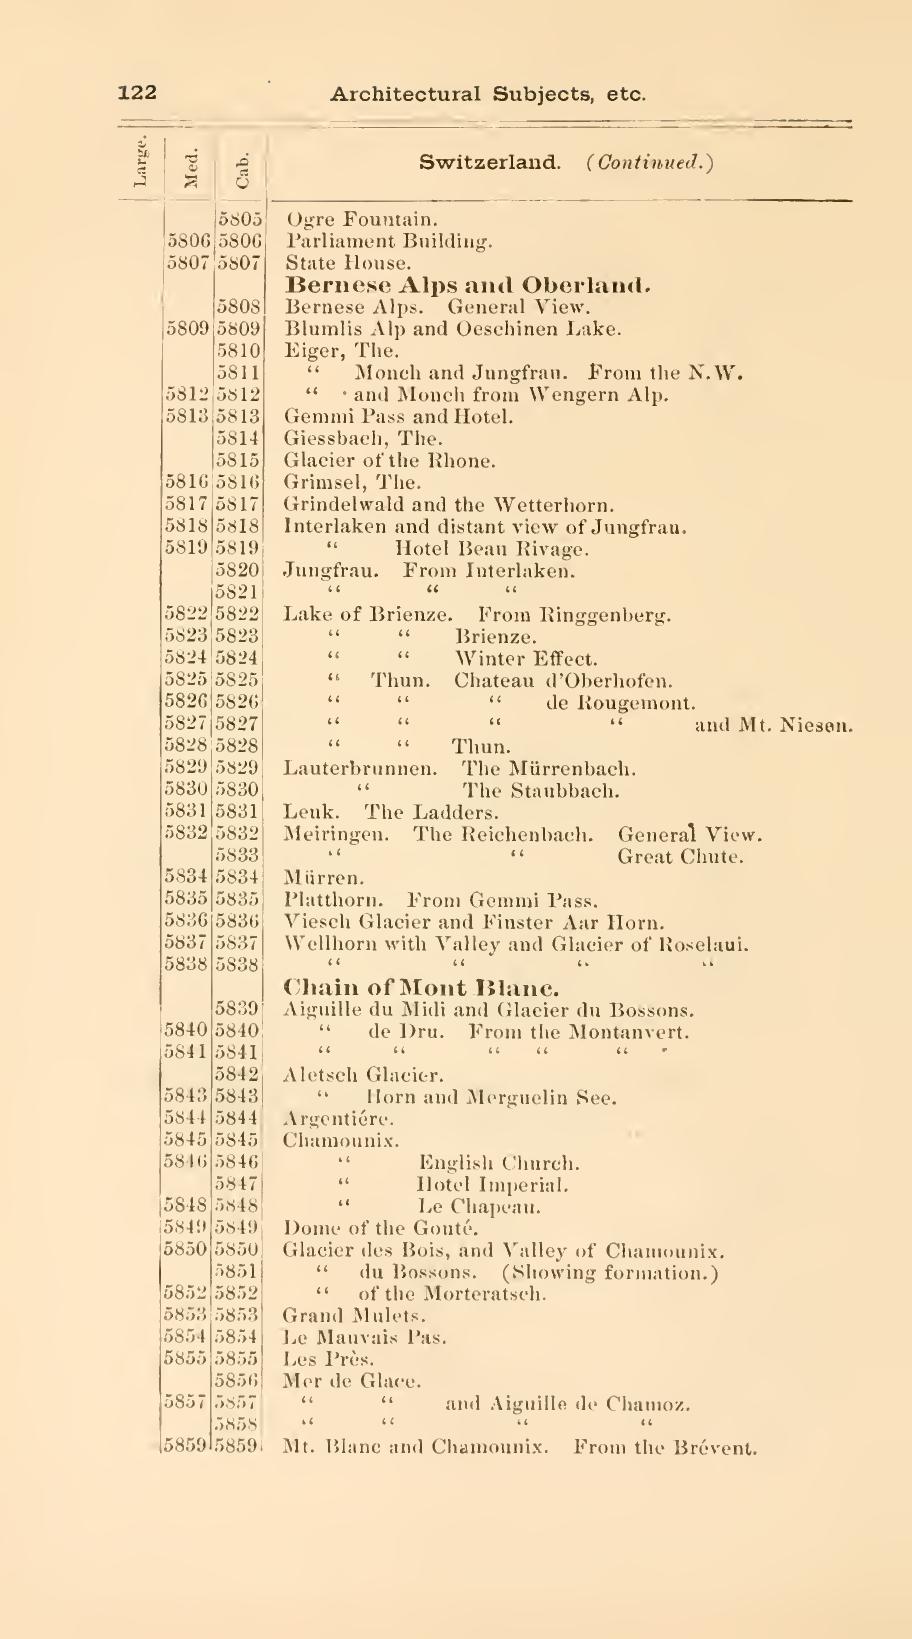 122 Architectural Subjects, etc.
Large. Med. Cab. Switzerland. (Continued.)
5805 Ogre Fountain.
5806 5806 Parliament Building.
5807 5807 State House.
Bernese Alps and Oberland.
5808 Bernese Alps. General View.
5809 5809 Blumlis Alp and Oeschinen Lake.
5810 Eiger, The.
5811 “ Monch and Jungfrau. From the N.W.
5812 5812 “ and Monch from Wengern Alp.
5813 5813 Gemmi Pass and Hotel.
5814 Giessbach, The.
5815 Glacier of the Rhone.
5816 5816 Grimsel, The.
5817 5817 Grindelwald and the Wetterhorn.
5818 5818 Interlaken and distant view of Jungfrau.
5819 5819 “ Hotel Beau Rivage.
5820 Jungfrau. From Interlaken.
5821 “ “ “
5822 5822 Lake of Brienze. From Ringgenberg.
5823 5823 “ “ Brienze.
5824 5824 “ “ Winter Effect.
5825 5825 “ Thun. Chateau d'Oberhofen.
5826 5826 “ “ “ de Rougemont.
5827 5827 “ “ “ “ and Mt. Niesen.
5828 5828 “ “ Thun.
5829 5829 Lauterbrunnen. The Mürrenbach.
5830 5830 “ The Staubbach.
5831 5831 Leuk. The Ladders.
5832 5832 Meiringen. The Reichenbach. General View.
5833 “ “ Great Chute.
5834 5834 Mürren.
5835 5835 Platthorn. From Gemmi Pass.
5836 5836 Viesch Glacier and Finster Aar Horn.
5837 5837 Wellhorn with Valley and Glacier of Roselaui.
5838 5838 “ “ “ “
Chain of Mont Blanc.
5839 Aiguille du Midi and Glacier du Bossons.
5840 5840 “ de Dru. From the Montanvert.
5841 5841 “ “ “ “ “
5842 Aletsch Glacier.
5843 5843 “ Horn and Merguelin See.
5844 5844 Argentiére.
5845 5845 Chamounix.
5846 5846 “ English Church.
5847 “ Hotel Imperial.
5848 5848 “ Le Chapeau.
5849 5849 Dome of the Gouté.
5850 5850 Glacier des Bois, and Valley of Chamounix.
5851 “ du Bossons. (Showing formation.)
5852 5852 “ of the Morteratsch.
5853 5853 Grand Mulets.
5854 5854 Le Mauvais Pas.
5855 5855 Les Près.
5856 Mer de Glace.
5857 5857 “ “ and Aiguille de Chamoz.
5858 “ “ “ “
5859 5859 Mt. Blanc and Chamounix. From the Brévent.